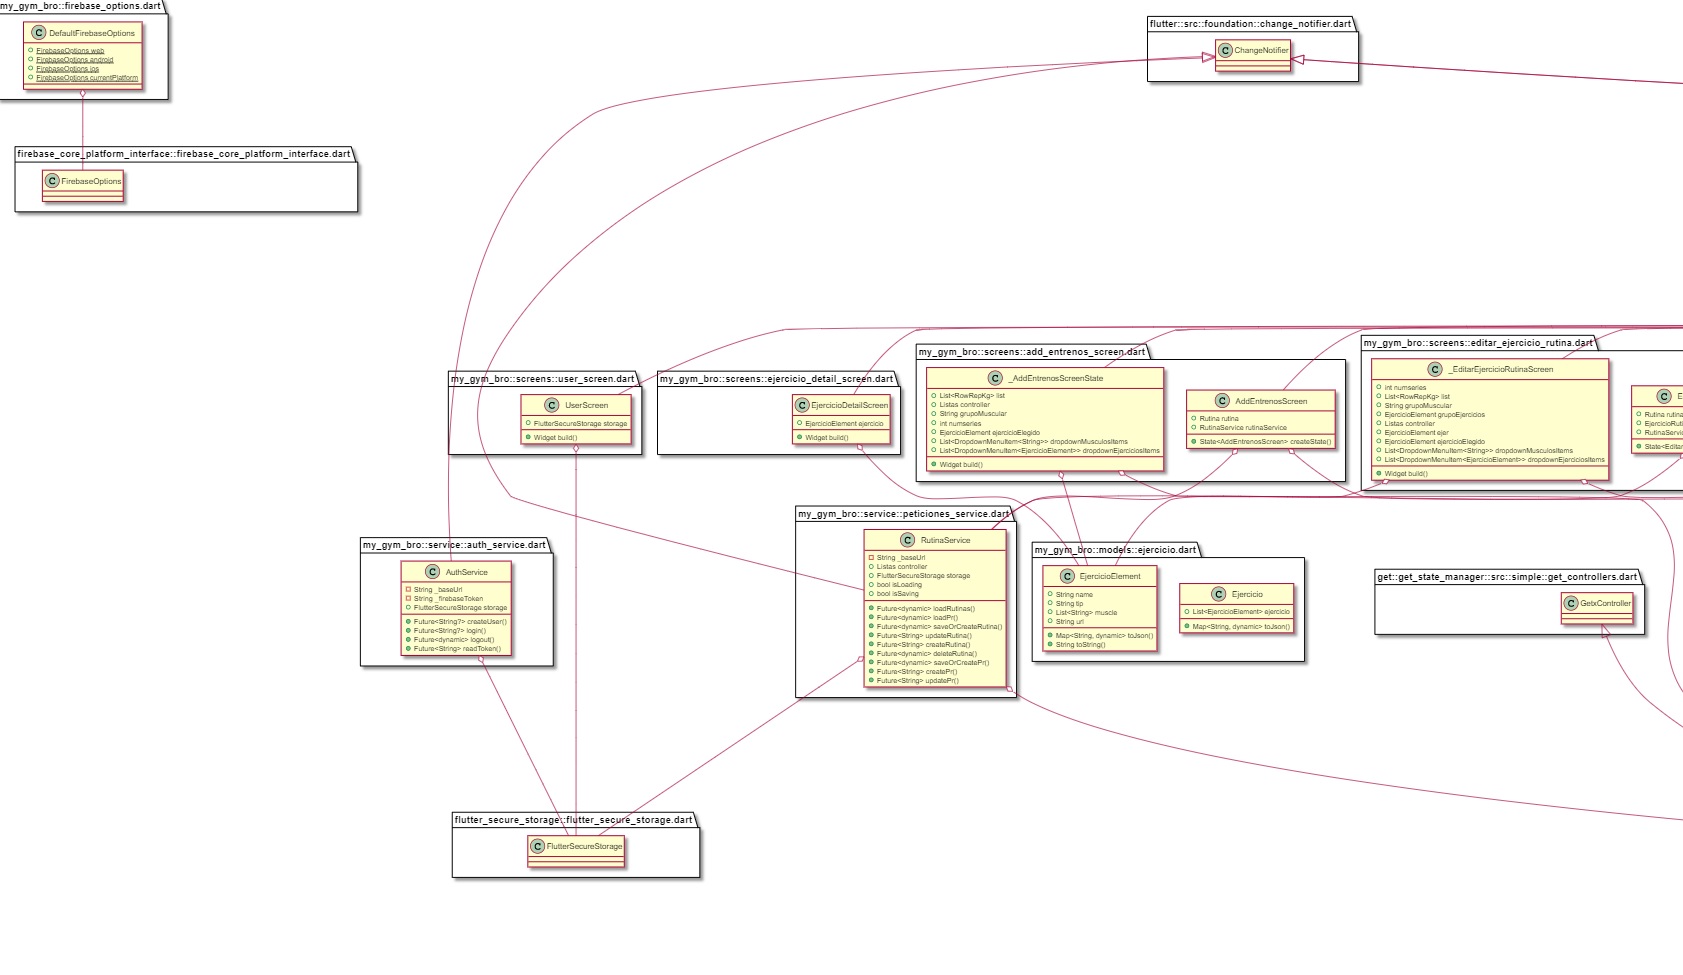 my_gym_bro::firebase_options.dart
C DefaultFirebaseOptions
FirebaseOptions web
FirebaseOptions android
FirebaseOptions ios
FirebaseOptions currentPlatform
firebase_core_platform_interface::firebase_core_platform_interface.dart
C FirebaseOptions
flutter::src::foundation::change_notifier.dart
C ChangeNotifier
my_gym_bro::screens::user_screen.dart
C UserScreen
FlutterSecureStorage storage
Widget build()
my_gym_bro::screens::ejercicio_detail_screen.dart
C EjercicioDetailScreen
EjercicioElement ejercicio
Widget build()
my_gym_bro::screens::add_entrenos_screen.dart
C _AddEntrenosScreenState
List<RowRepKg> list
Listas controller
String grupoMuscular
int numseries
EjercicioElement ejercicioElegido
List<DropdownMenuItem<String>> dropdownMusculosItems
List<DropdownMenuItem<EjercicioElement>> dropdownEjerciciosItems
Widget build()
C AddEntrenosScreen
Rutina rutina
RutinaService rutinaService
State<AddEntrenosScreen> createState()
my_gym_bro::screens::editar_ejercicio_rutina.dart
C _EditarEjercicioRutinaScreen
int numseries
List<RowRepKg> list
String grupoMuscular
EjercicioElement grupoEjercicios
Listas controller
EjercicioElement ejer
EjercicioElement ejercicioElegido
List<DropdownMenuItem<String>> dropdownMusculosItems
List<DropdownMenuItem<EjercicioElement>> dropdownEjerciciosItems
Widget build()
C E
Rutina rutina
EjercicioRuti
RutinaServic
State<Editar
my_gym_bro::service::auth_service.dart
C AuthService
String _baseUrl
String _firebaseToken
FlutterSecureStorage storage
Future<String?> createUser()
Future<String?> login()
Future<dynamic> logout()
Future<String> readToken()
my_gym_bro::service::peticiones_service.dart
C RutinaService
String _baseUrl
Listas controller
FlutterSecureStorage storage
bool isLoading
bool isSaving
Future<dynamic> loadRutinas()
Future<dynamic> loadPr()
Future<dynamic> saveOrCreateRutina()
Future<String> updateRutina()
Future<String> createRutina()
Future<dynamic> deleteRutina()
Future<dynamic> saveOrCreatePr()
Future<String> createPr()
Future<String> updatePr()
my_gym_bro::models::ejercicio.dart
C EjercicioElement
String name
String tip
List<String> muscle
String url
Map<String, dynamic> toJson()
String toString()
C Ejercicio
List<EjercicioElement> ejercicio
Map<String, dynamic> toJson()
get::get_state_manager::src::simple::get_controllers.dart
C GetxController
flutter_secure_storage::flutter_secure_storage.dart
C FlutterSecureStorage